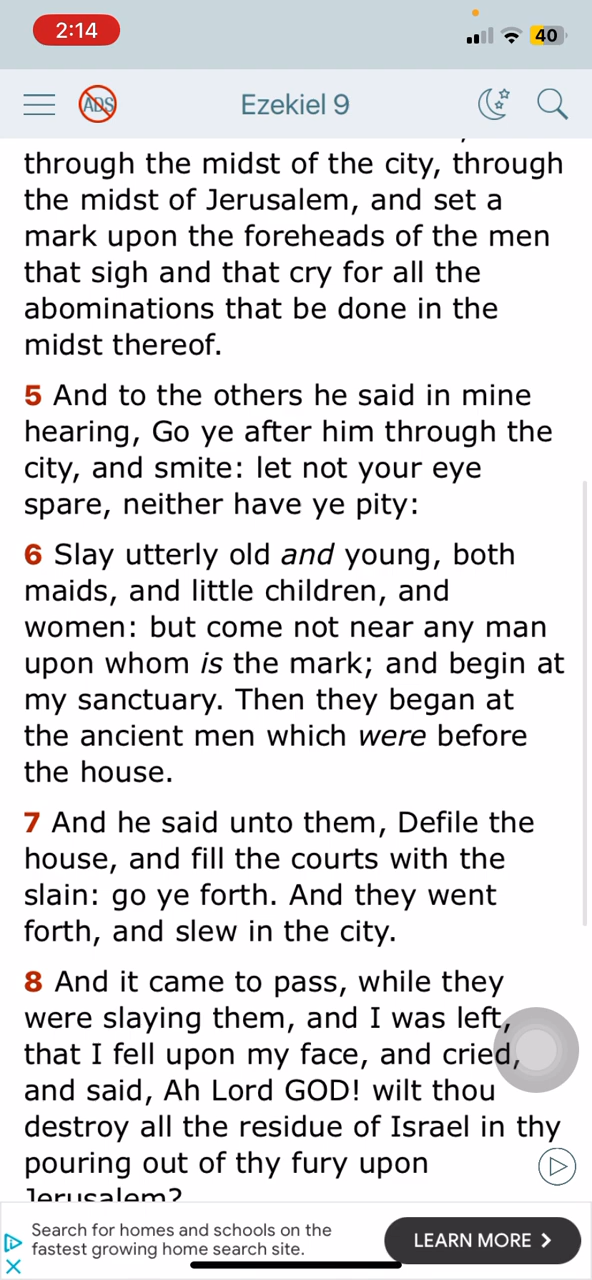 2:14
40
ADS
Ezekiel 9
through the midst of the city, through
the midst of Jerusalem, and set a
mark upon the foreheads of the men
that sigh and that cry for all the
abominations that be done in the
midst thereof.
5 And to the others he said in mine
hearing, Go ye after him through the
city, and smite: let not your eye
spare, neither have ye pity:
6 Slay utterly old and young, both
maids, and little children, and
women: but come not near any man
upon whom is the mark; and begin at
my sanctuary. Then they began at
the ancient men which were before
the house.
7 And he said unto them, Defile the
house, and fill the courts with the
slain: go ye forth. And they went
forth, and slew in the city.
8 And it came to pass, while they
were slaying them, and I was left,
that I fell upon my face, and cried,
and said, Ah Lord GOD! wilt thou
destroy all the residue of Israel in thy
pouring out of thy fury upon
Jerusalem?
Search for homes and schools on the
fastest growing home search site.
LEARN MORE